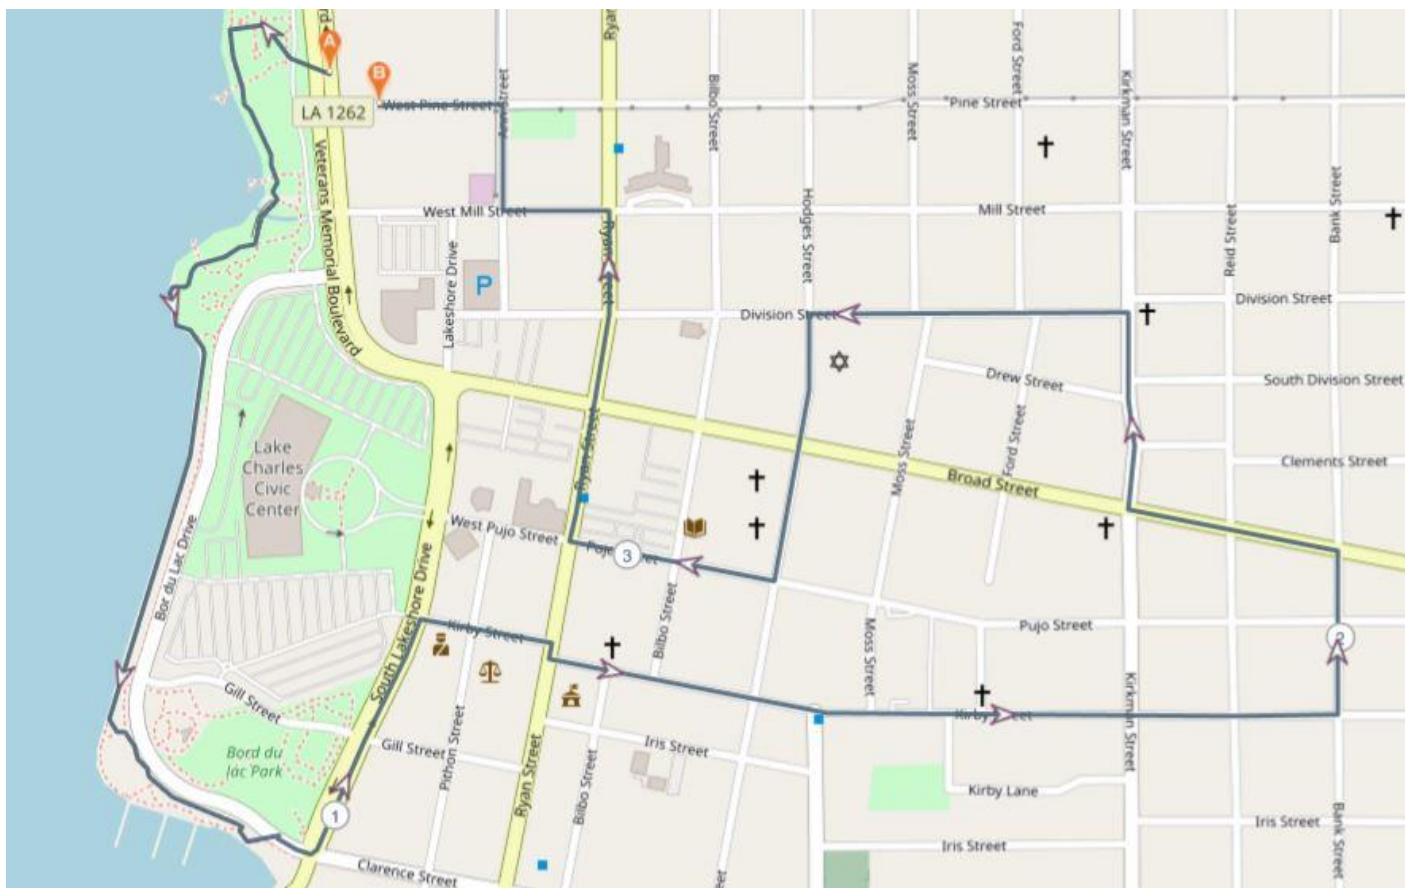 A
B
LA 1262
West Pine Street
Pine Street
Ford Street
Moss Street
Bilbo Street
Kirkman Street
Veterans Memorial Boulevard
West Mill Street
Mill Street
Hodges Street
Reid Street
Bank Street
Ryan Street
Lakeshore Drive
P
Division Street
Division Street
Drew Street
South Division Street
Ryan Street
Moss Street
Ford Street
Clements Street
Broad Street
Lake
Charles
Civic
Center
West Pujo Street
3
Bor du Lac Drive
South Lakeshore Drive
Kirby Street
Bilbo Street
Moss Street
Pujo Street
2
Gill Street
Kirkman Street
Bord du
lac Park
Gill Street
Pithon Street
Ryan Street
Bilbo Street
Iris Street
Kirby Lane
1
Iris Street
Iris Street
Bank Street
Clarence Street